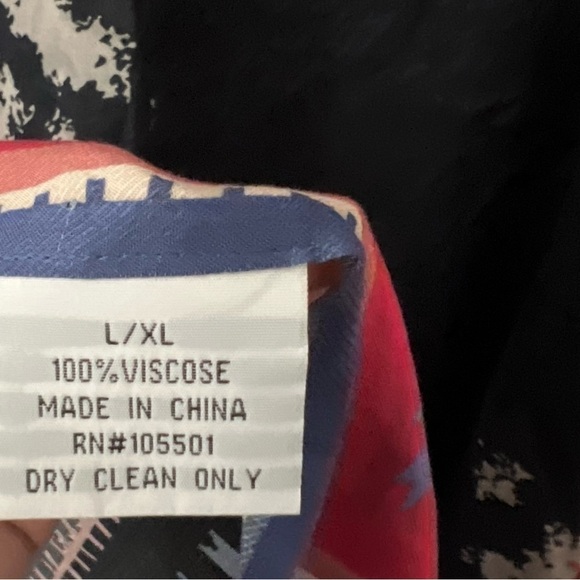 L/XL
100%VISCOSE
MADE IN CHINA
RN#105501
DRY CLEAN ONLY